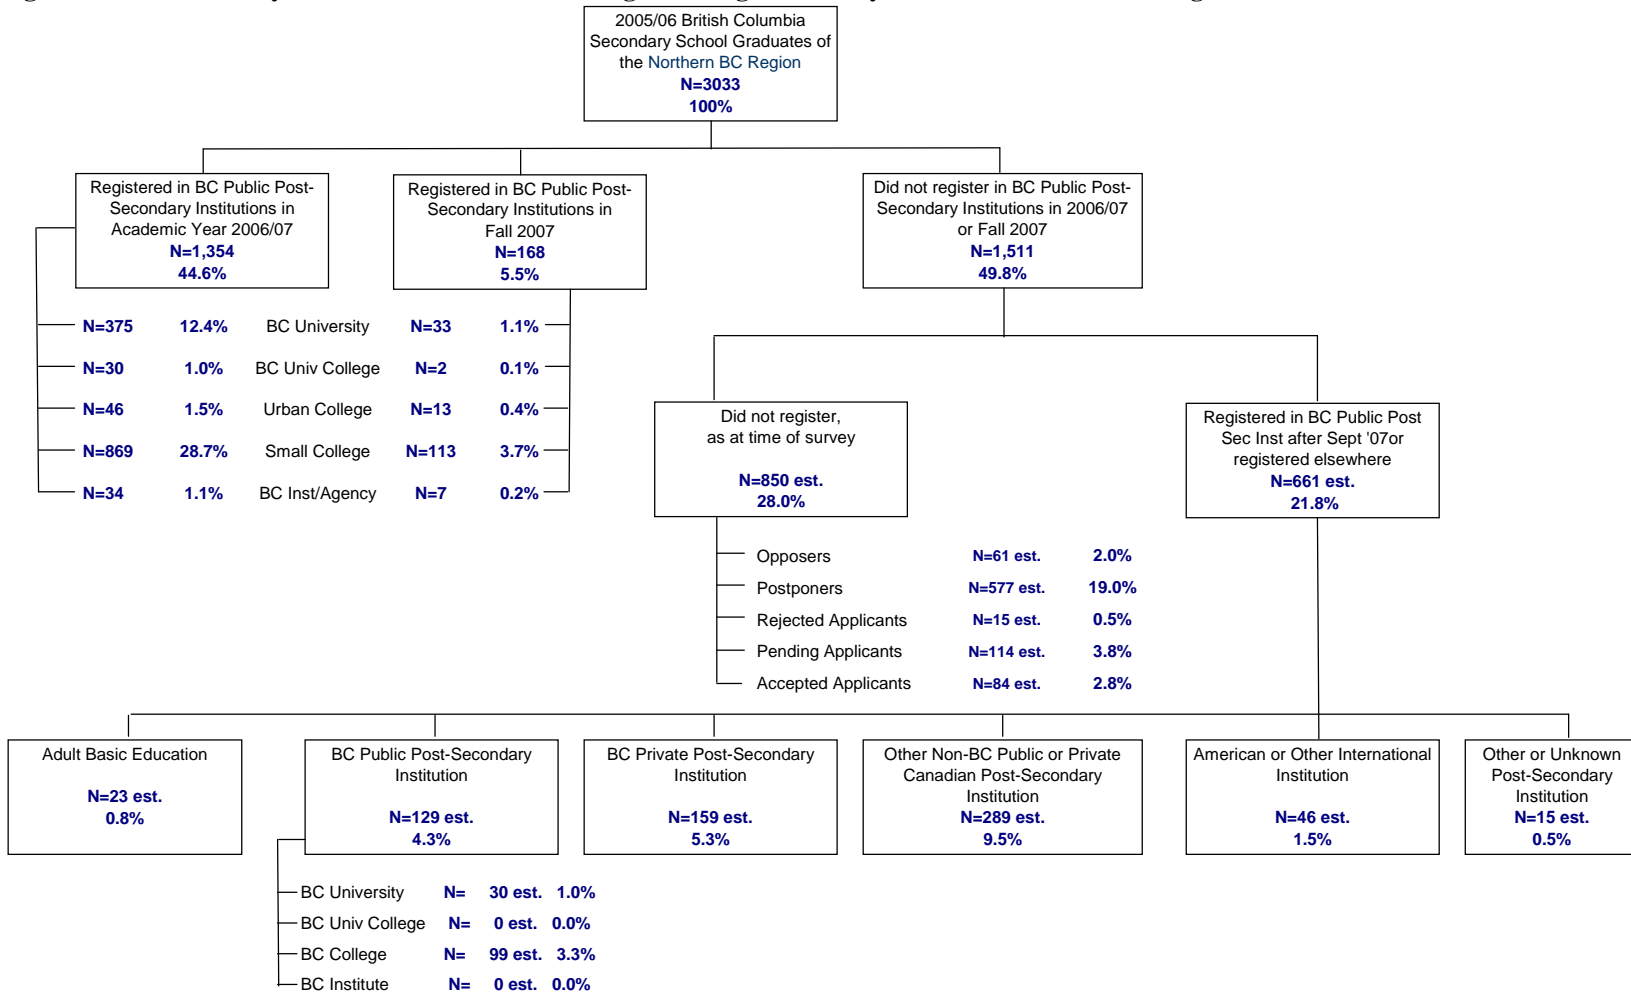 2005/06 British Columbia
Secondary School Graduates of
the Northern BC Region
N=3033
100%
Registered in BC Public Post-
Secondary Institutions in
Academic Year 2006/07
N=1,354
44.6%
Registered in BC Public Post-
Secondary Institutions in
Fall 2007
N=168
5.5%
Did not register in BC Public Post-
Secondary Institutions in 2006/07
or Fall 2007
N=1,511
49.8%
N=375 12.4% BC University N=33 1.1%
N=30 1.0% BC Univ College N=2 0.1%
N=46 1.5% Urban College N=13 0.4%
N=869 28.7% Small College N=113 3.7%
N=34 1.1% BC Inst/Agency N=7 0.2%
Did not register,
as at time of survey
N=850 est.
28.0%
Registered in BC Public Post
Sec Inst after Sept '07or
registered elsewhere
N=661 est.
21.8%
Opposers N=61 est. 2.0%
Postponers N=577 est. 19.0%
Rejected Applicants N=15 est. 0.5%
Pending Applicants N=114 est. 3.8%
Accepted Applicants N=84 est. 2.8%
Adult Basic Education
N=23 est.
0.8%
BC Public Post-Secondary
Institution
N=129 est.
4.3%
BC Private Post-Secondary
Institution
N=159 est.
5.3%
Other Non-BC Public or Private
Canadian Post-Secondary
Institution
N=289 est.
9.5%
American or Other International
Institution
N=46 est.
1.5%
Other or Unknown
Post-Secondary
Institution
N=15 est.
0.5%
BC University N= 30 est. 1.0%
BC Univ College N= 0 est. 0.0%
BC College N= 99 est. 3.3%
BC Institute N= 0 est. 0.0%